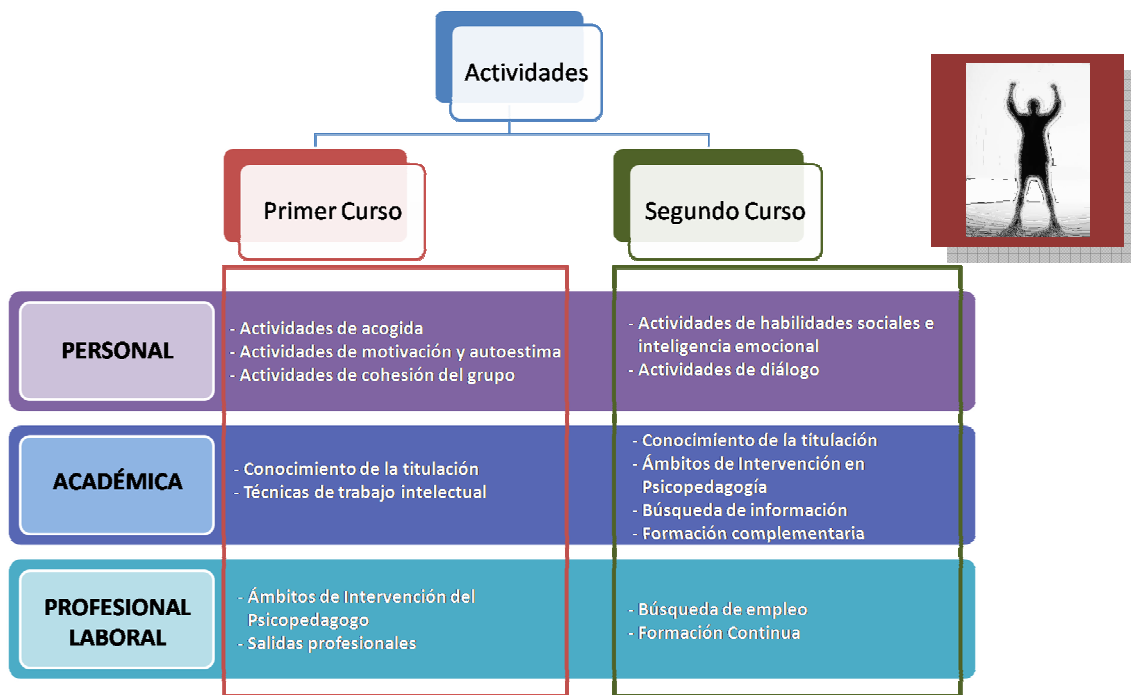 Actividades
Primer Curso
Segundo Curso
PERSONAL
- Actividades de acogida
- Actividades de motivación y autoestima
- Actividades de cohesión del grupo
- Actividades de habilidades sociales e
inteligencia emocional
- Actividades de diálogo
ACADÉMICA
- Conocimiento de la titulación
- Técnicas de trabajo intelectual
- Conocimiento de la titulación
- Ámbitos de Intervención en
Psicopedagogía
- Búsqueda de información
- Formación complementaria
PROFESIONAL
LABORAL
- Ámbitos de Intervención del
Psicopedagogo
- Salidas profesionales
- Búsqueda de empleo
- Formación Continua